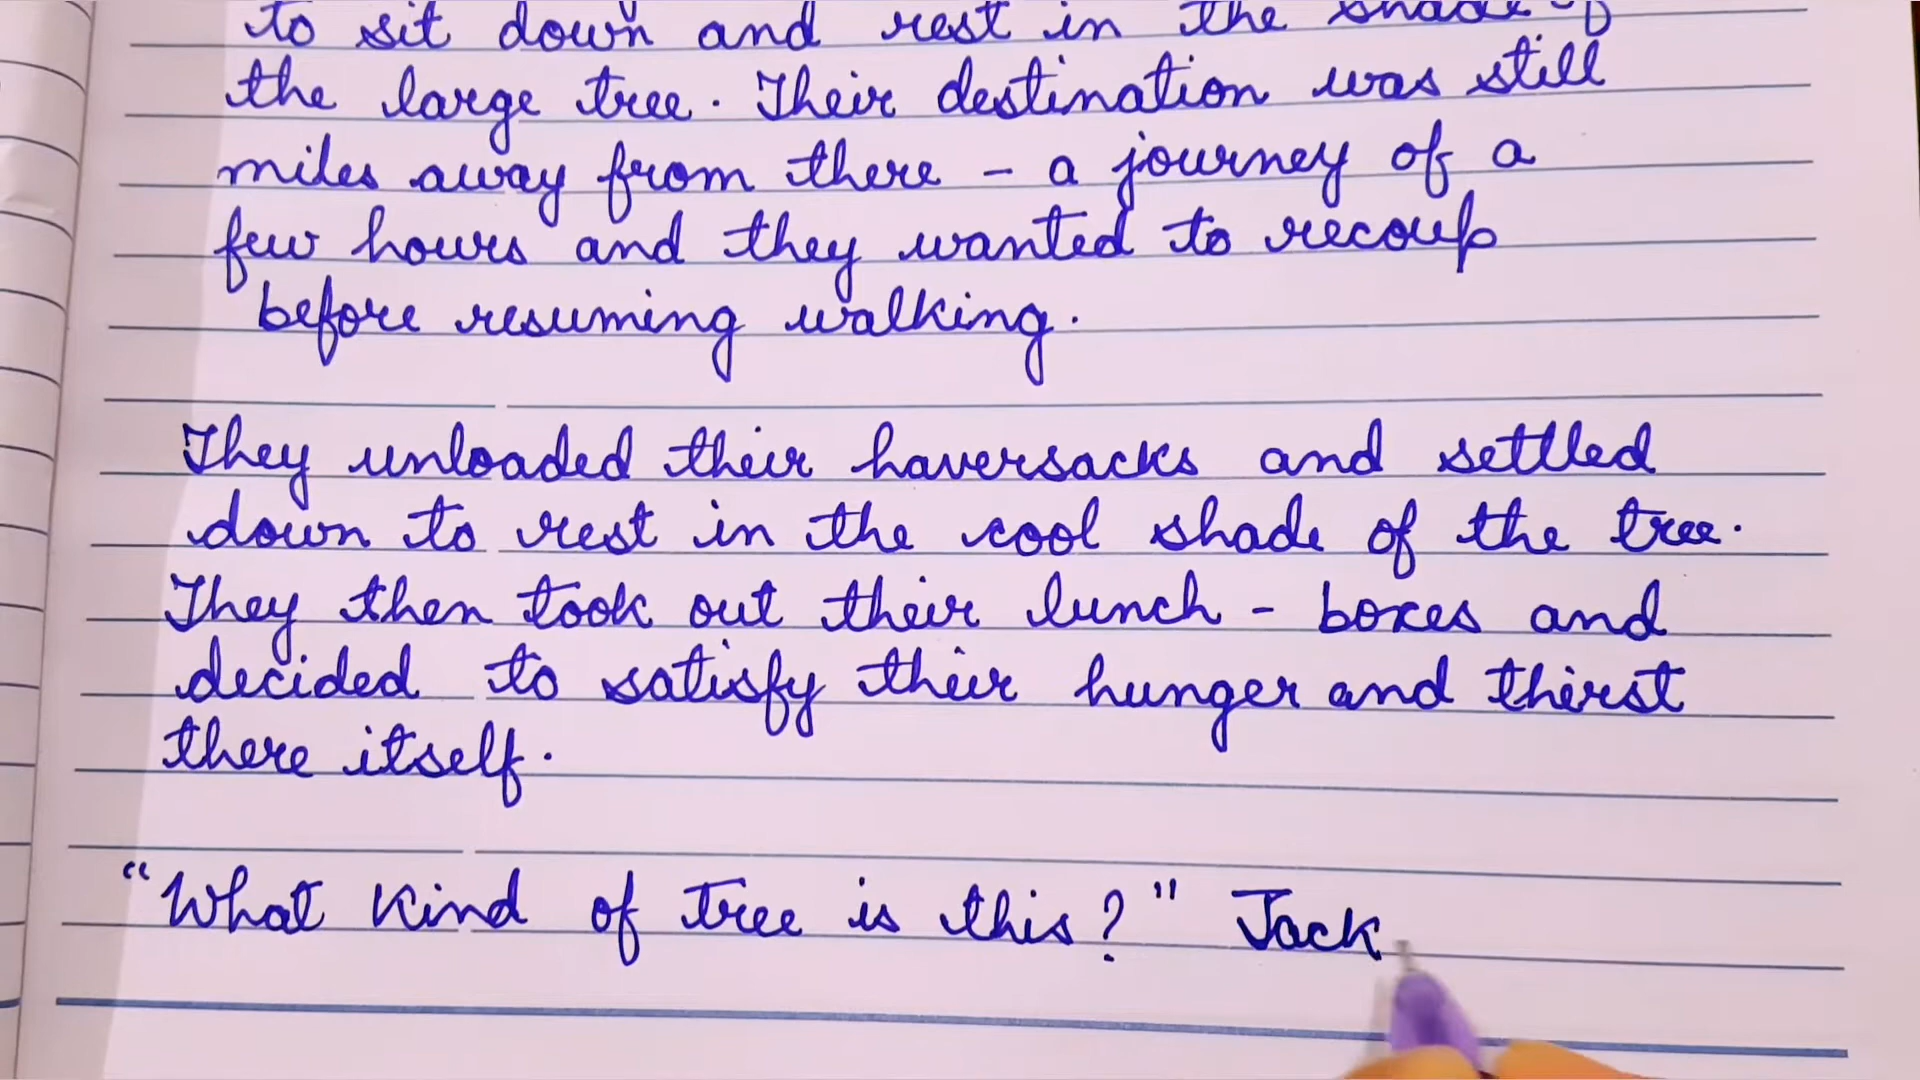 to sit down and rest in the shade of
the large tree. Their destination was still
miles away from there - a journey of a
few hours and they wanted to recoup
before resuming walking.
They unloaded their haversacks and settled
down to rest in the cool shade of the tree.
They then took out their lunch - boxes and
decided to satisfy their hunger and thirst
there itself.
“What kind of tree is this?" Jack